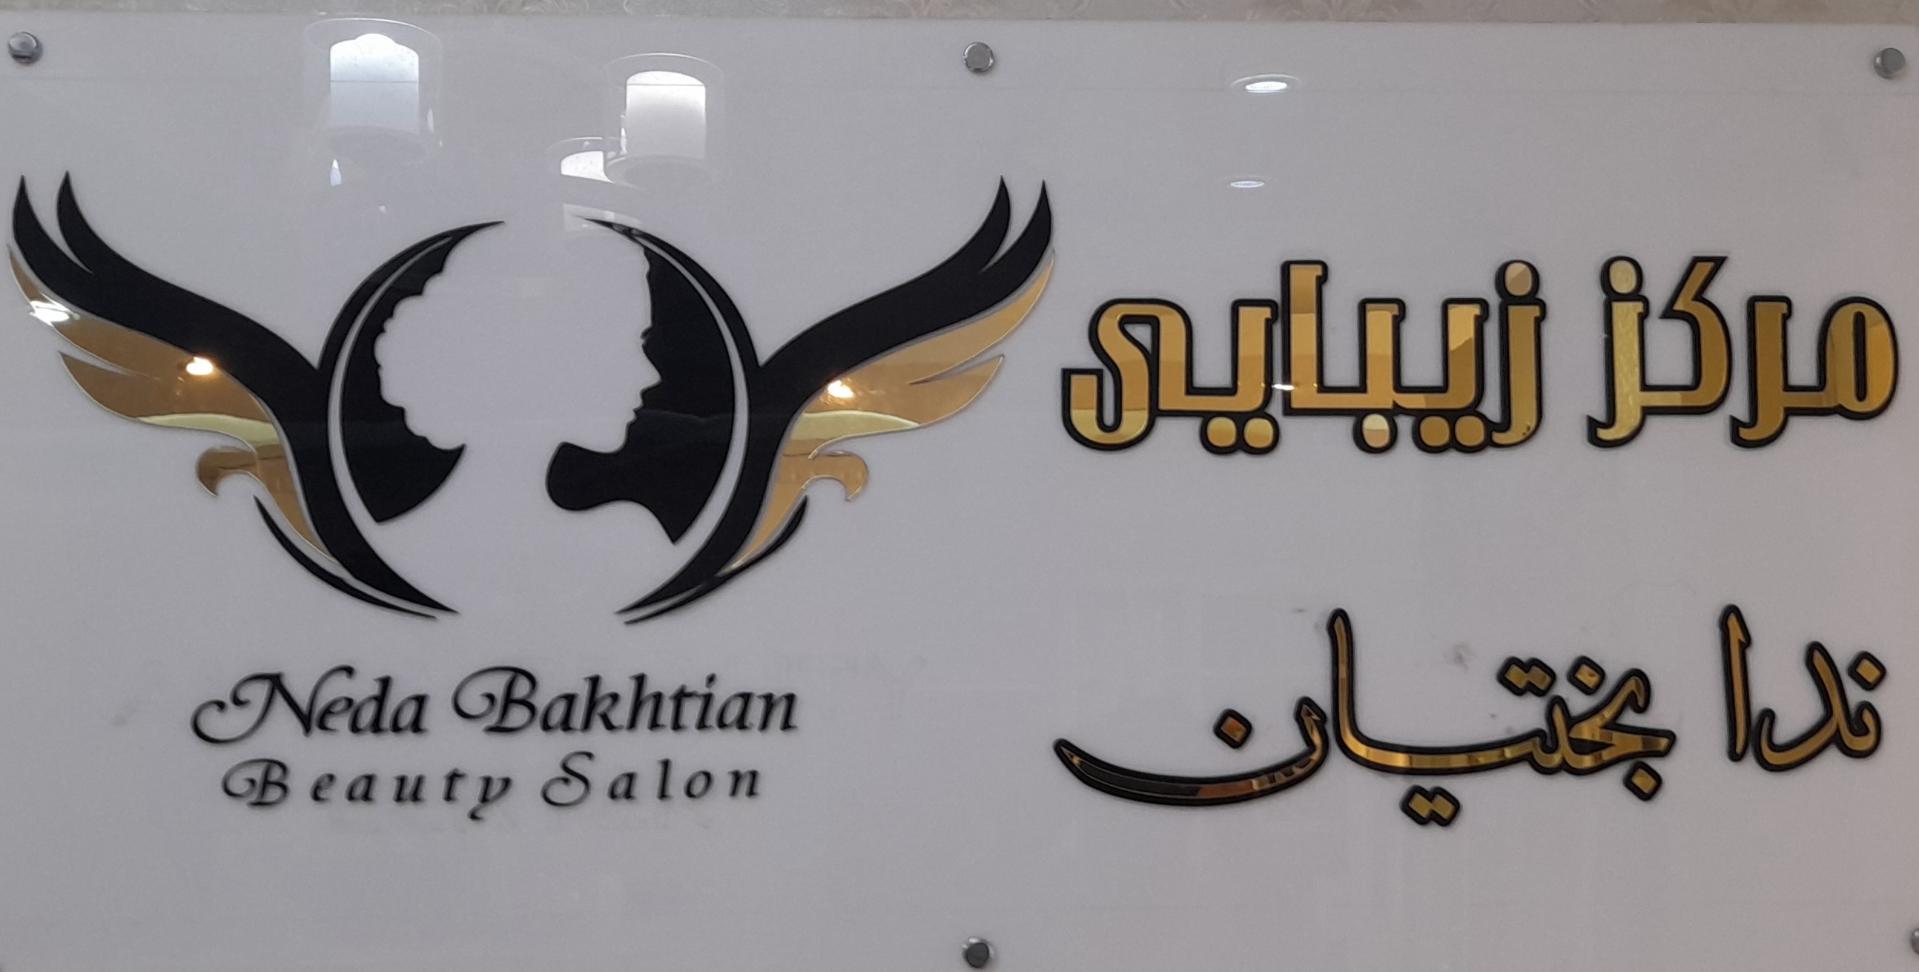 مرکز زیبایی
ندا بختیان
Neda Bakhtian
Beauty Salon